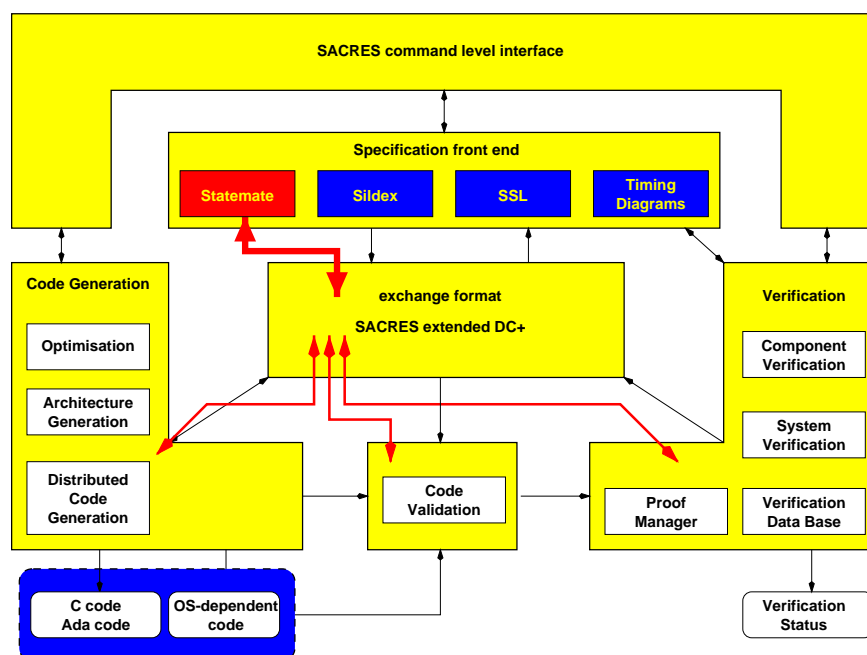 SACRES command level interface
Specification front end
Statemate
Sildex
SSL
Timing
Diagrams
Code Generation
Optimisation
Architecture
Generation
Distributed
Code
Generation
exchange format
SACRES extended DC+
Verification
Component
Verification
System
Verification
Code
Validation
Proof
Manager
Verification
Data Base
C code
Ada code
OS-dependent
code
Verification
Status